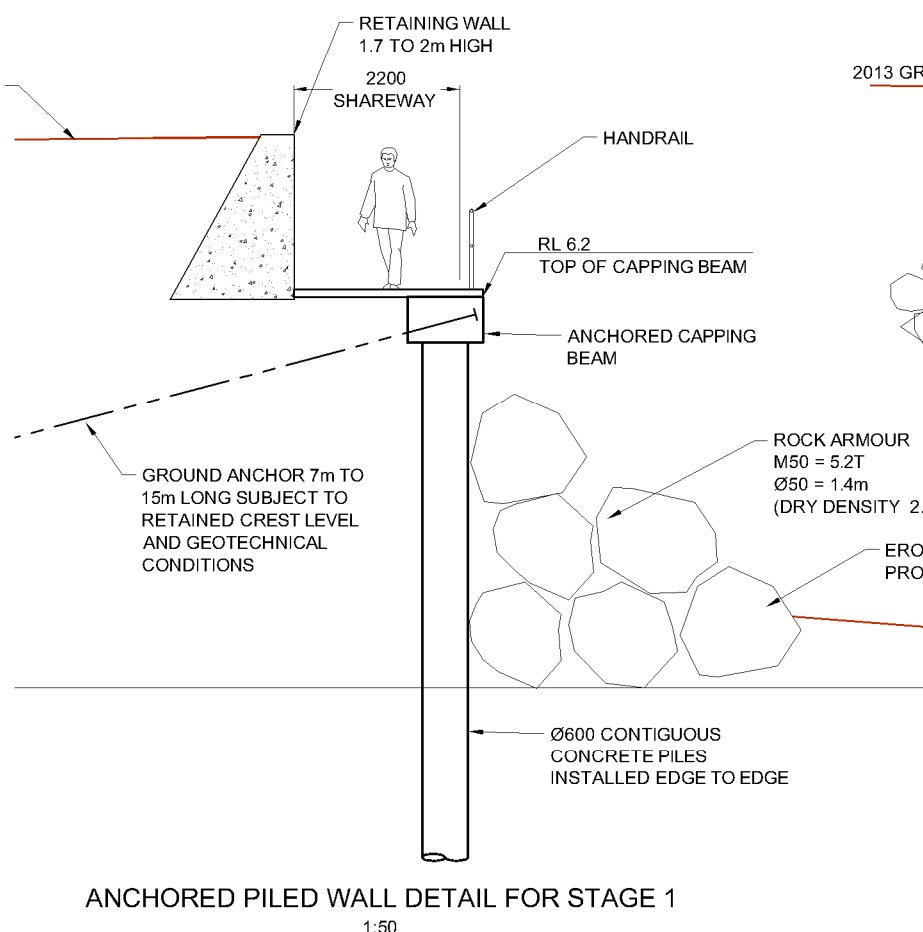 RETAINING WALL
1.7 TO 2m HIGH
2200
SHAREWAY
2013 GR
HANDRAIL
RL 6.2
TOP OF CAPPING BEAM
ANCHORED CAPPING
BEAM
ROCK ARMOUR
M50 = 5.2T
Ø50 = 1.4m
(DRY DENSITY 2.
GROUND ANCHOR 7m TO
15m LONG SUBJECT TO
RETAINED CREST LEVEL
AND GEOTECHNICAL
CONDITIONS
ERO
PRO
Ø600 CONTIGUOUS
CONCRETE PILES
INSTALLED EDGE TO EDGE
ANCHORED PILED WALL DETAIL FOR STAGE 1
1:50